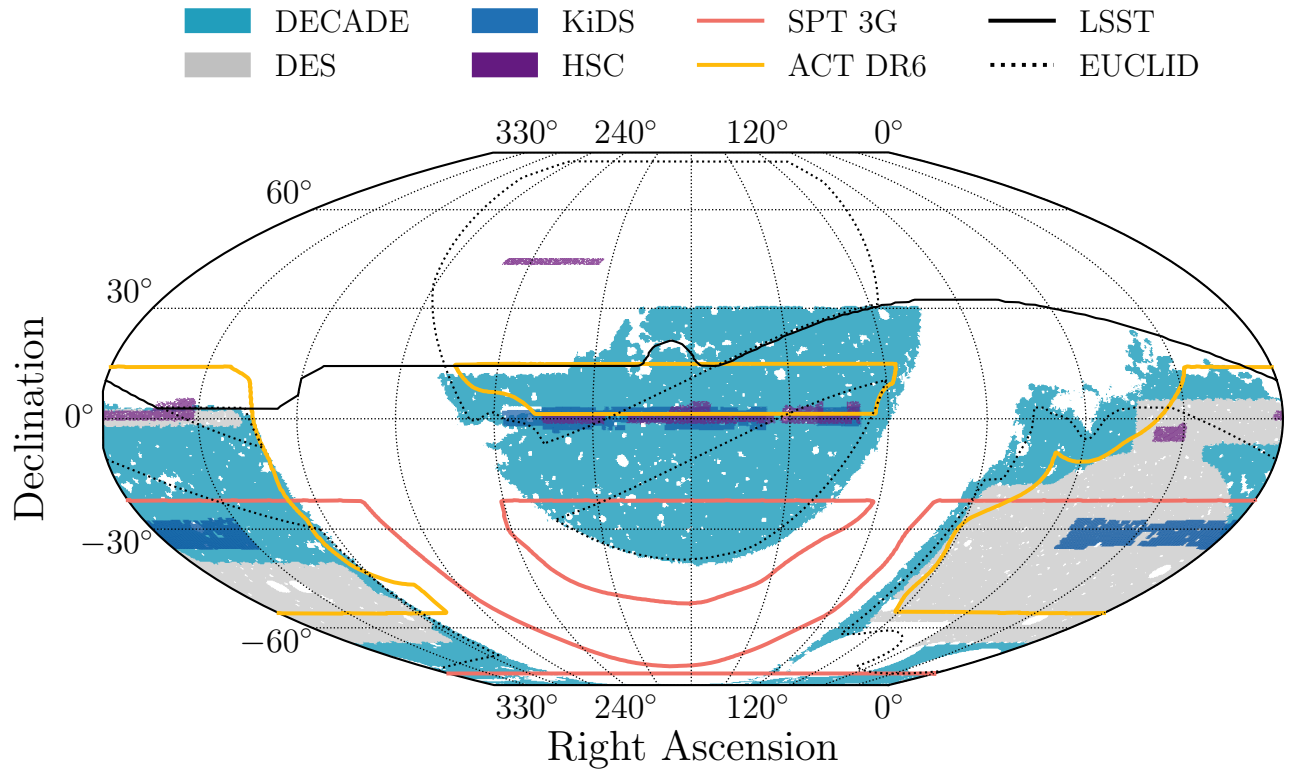 DECADE KiDS SPT 3G LSST
DES HSC ACT DR6 EUCLID
330° 240° 120° 0°
60°
30°
0°
−30°
−60°
Declination
330° 240° 120° 0°
Right Ascension